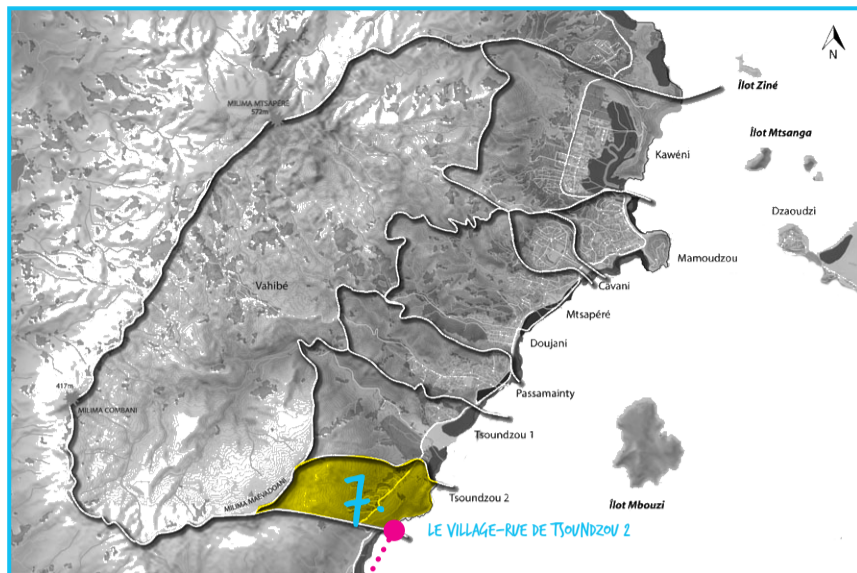 N
Îlot Ziné
MILIMA MTSAPÉRÉ
572m
Îlot Mtsanga
Kawéni
Dzaoudzi
Mamoudzou
Vahibé
Cavani
Mtsapéré
Doujani
417m
Passamainty
MILIMA COMBANI
Tsoundzou 1
MILIMA MAEVADOANI
7.
Tsoundzou 2
Îlot Mbouzi
LE VILLAGE-RUE DE TSOUNDZOU 2